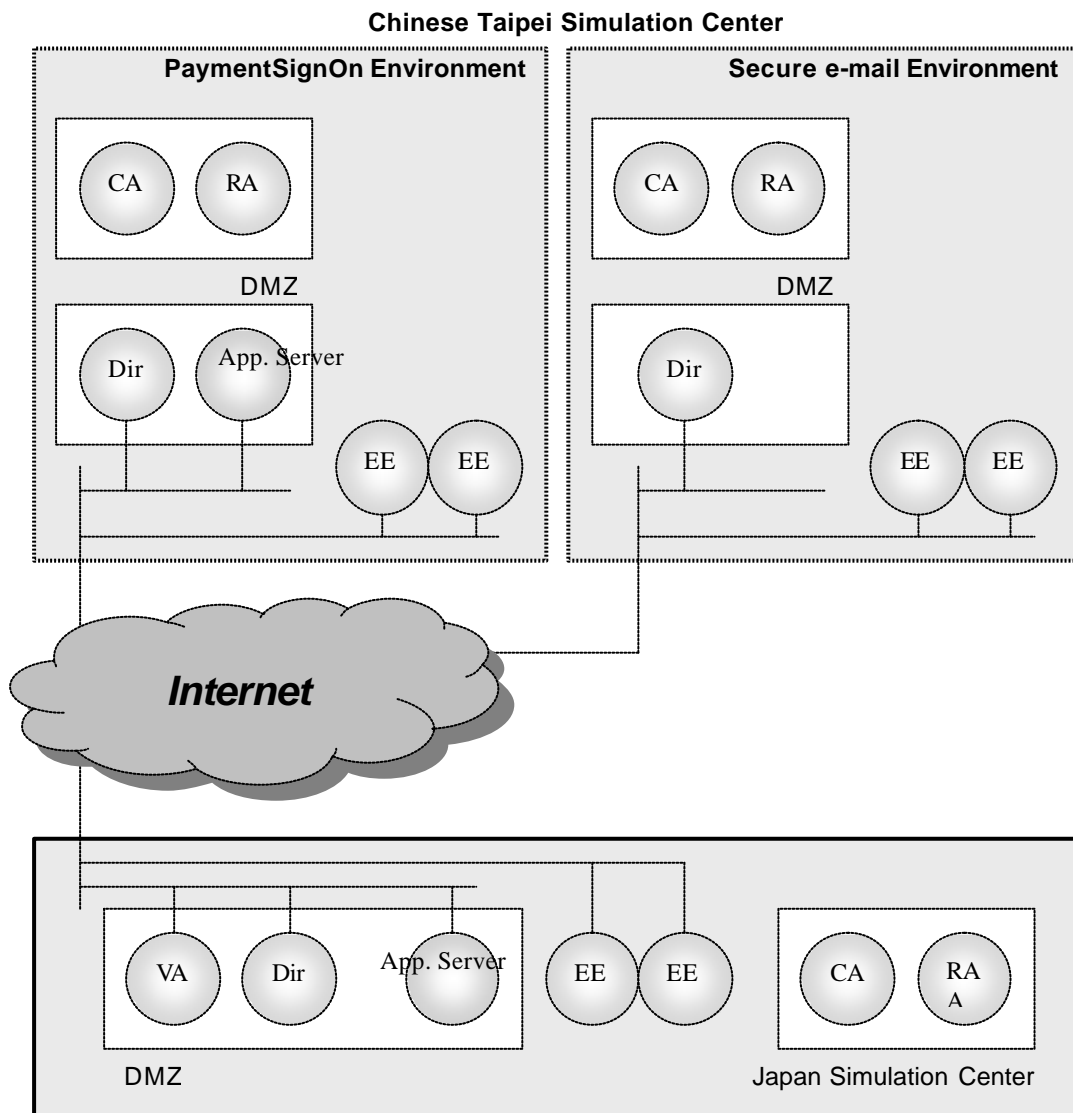 Chinese Taipei Simulation Center
PaymentSignOn Environment
Secure e-mail Environment
CA
RA
CA
RA
DMZ
DMZ
Dir
App. Server
Dir
EE
EE
EE
EE
Internet
VA
Dir
App. Server
EE
EE
CA
RA
A
DMZ
Japan Simulation Center